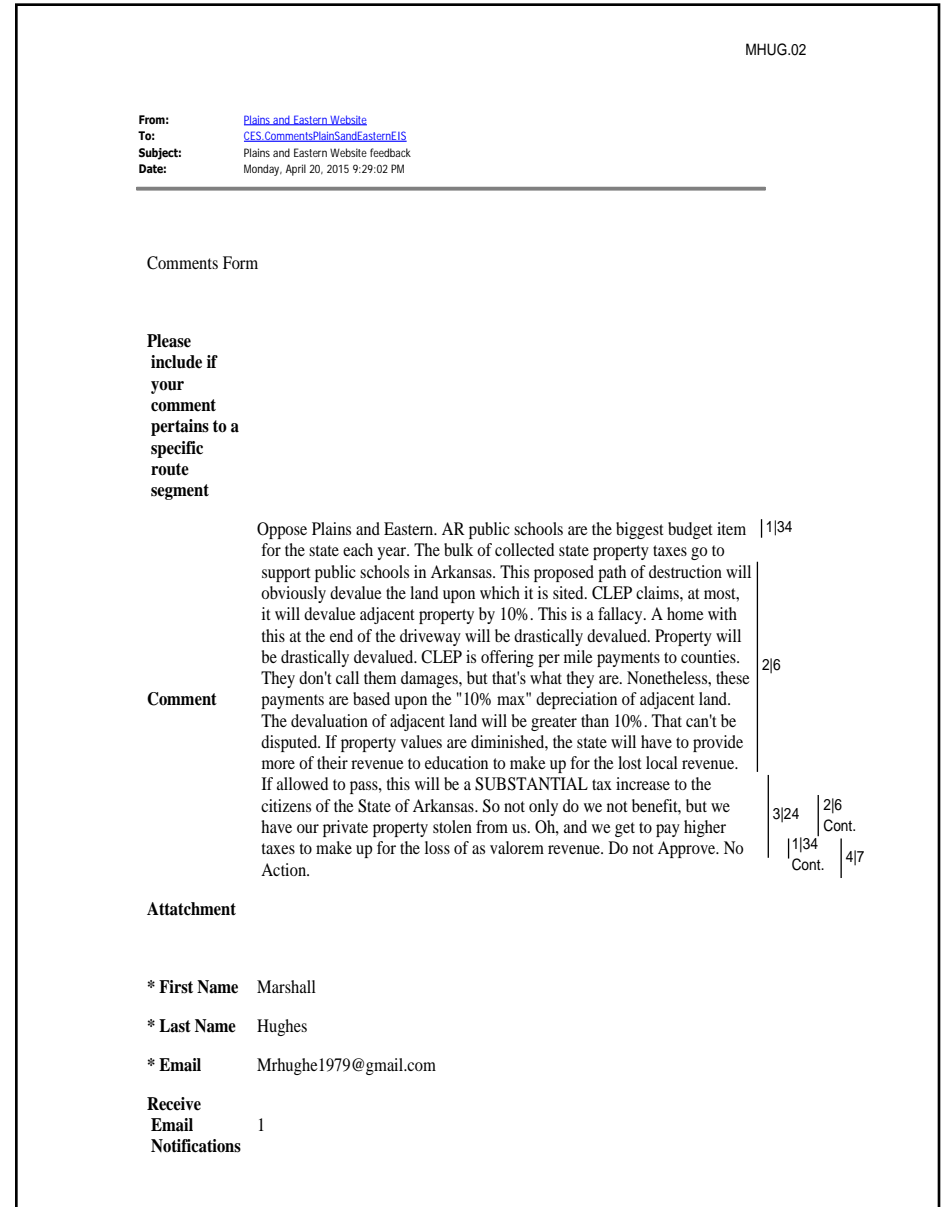 MHUG.02
From: Plains and Eastern Website
To: CES.CommentsPlainSandEasternEIS
Subject: Plains and Eastern Website feedback
Date: Monday, April 20, 2015 9:29:02 PM
Comments Form
Please
include if
your
comment
pertains to a
specific
route
segment
Oppose Plains and Eastern. AR public schools are the biggest budget item 1|34
for the state each year. The bulk of collected state property taxes go to
support public schools in Arkansas. This proposed path of destruction will
obviously devalue the land upon which it is sited. CLEP claims, at most,
it will devalue adjacent property by 10%. This is a fallacy. A home with
this at the end of the driveway will be drastically devalued. Property will
be drastically devalued. CLEP is offering per mile payments to counties. 2|6
They don't call them damages, but that's what they are. Nonetheless, these
Comment payments are based upon the "10% max" depreciation of adjacent land.
The devaluation of adjacent land will be greater than 10%. That can't be
disputed. If property values are diminished, the state will have to provide
more of their revenue to education to make up for the lost local revenue.
If allowed to pass, this will be a SUBSTANTIAL tax increase to the
citizens of the State of Arkansas. So not only do we not benefit, but we 3|24 2|6 Cont.
have our private property stolen from us. Oh, and we get to pay higher
taxes to make up for the loss of as valorem revenue. Do not Approve. No 1|34 Cont. 4|7
Action.
Attatchment
* First Name Marshall
* Last Name Hughes
* Email Mrhughe1979@gmail.com
Receive
Email 1
Notifications